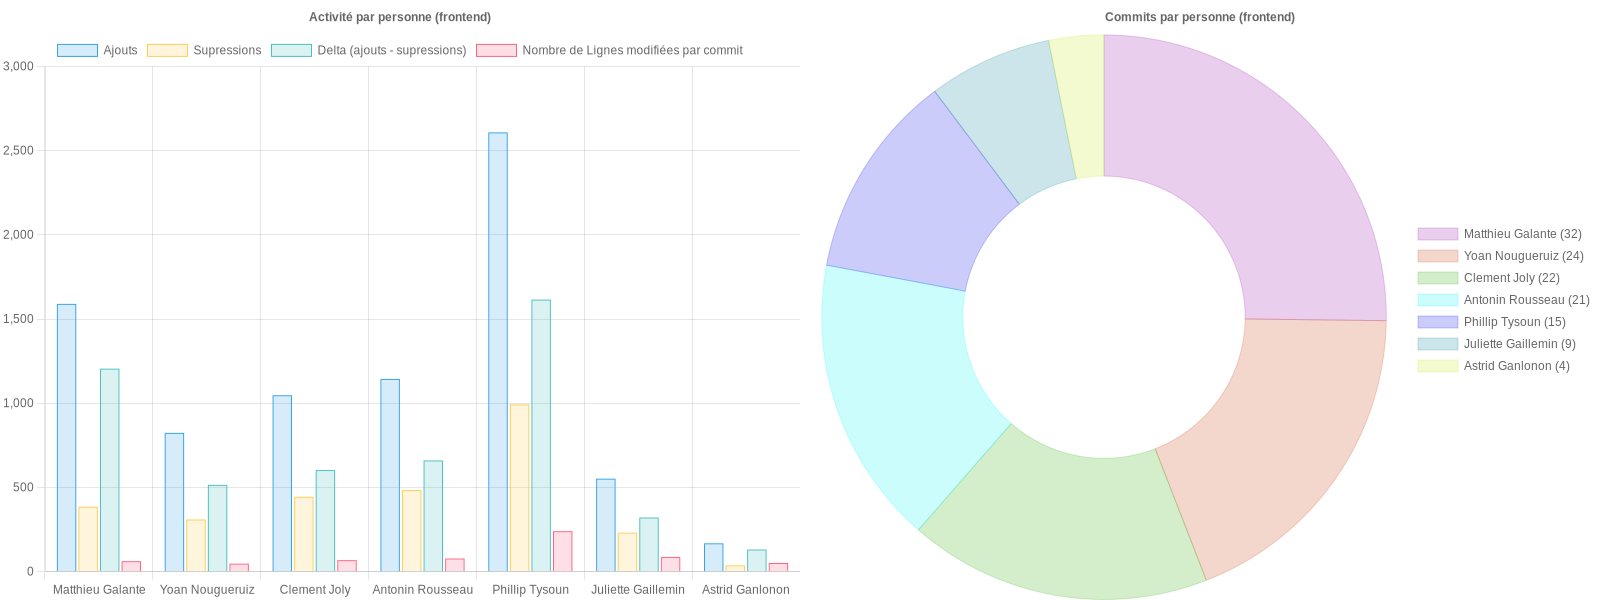 Activité par personne (frontend)
Ajouts
Supressions
Delta (ajouts - supressions)
Nombre de Lignes modifiées par commit
3,000
2,500
2,000
1,500
1,000
500
0
Matthieu Galante
Yoan Nougueruiz
Clement Joly
Antonin Rousseau
Phillip Tysoun
Juliette Gaillemin
Astrid Ganlonon
Commits par personne (frontend)
Matthieu Galante (32)
Yoan Nougueruiz (24)
Clement Joly (22)
Antonin Rousseau (21)
Phillip Tysoun (15)
Juliette Gaillemin (9)
Astrid Ganlonon (4)